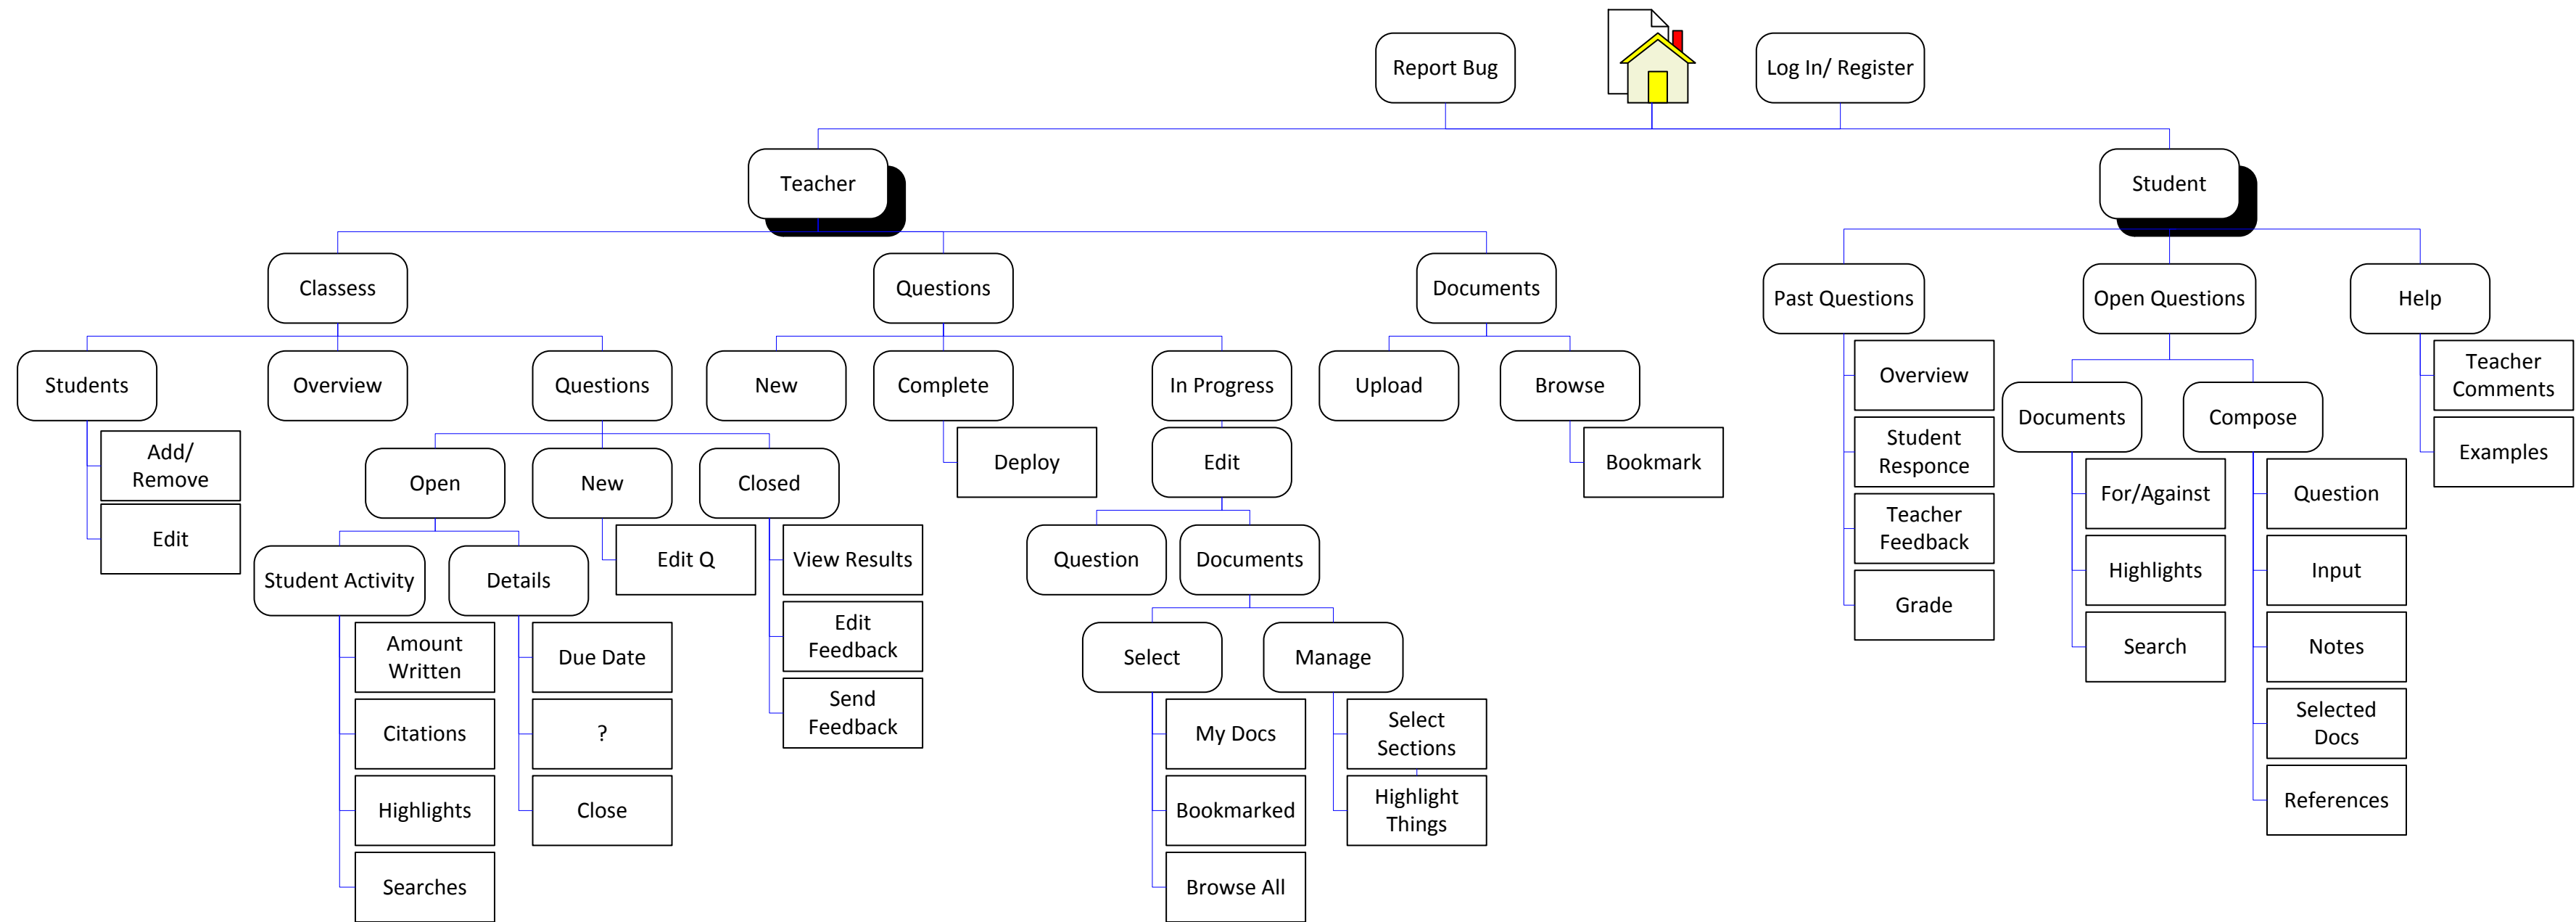 Report Bug
Log In/ Register
Teacher
Student
Classess
Questions
Documents
Past Questions
Open Questions
Help
Students
Overview
Questions
New
Complete
In Progress
Upload
Browse
Overview
Teacher
Comments
Documents
Compose
Add/
Remove
Open
New
Closed
Deploy
Edit
Bookmark
Student
Responce
Examples
For/Against
Question
Edit
Student Activity
Details
Edit Q
View Results
Question
Documents
Teacher
Feedback
Highlights
Input
Grade
Amount
Written
Due Date
Edit
Feedback
Select
Manage
Search
Notes
Citations
?
Send
Feedback
My Docs
Select
Sections
Selected
Docs
Highlights
Close
Bookmarked
Highlight
Things
References
Searches
Browse All